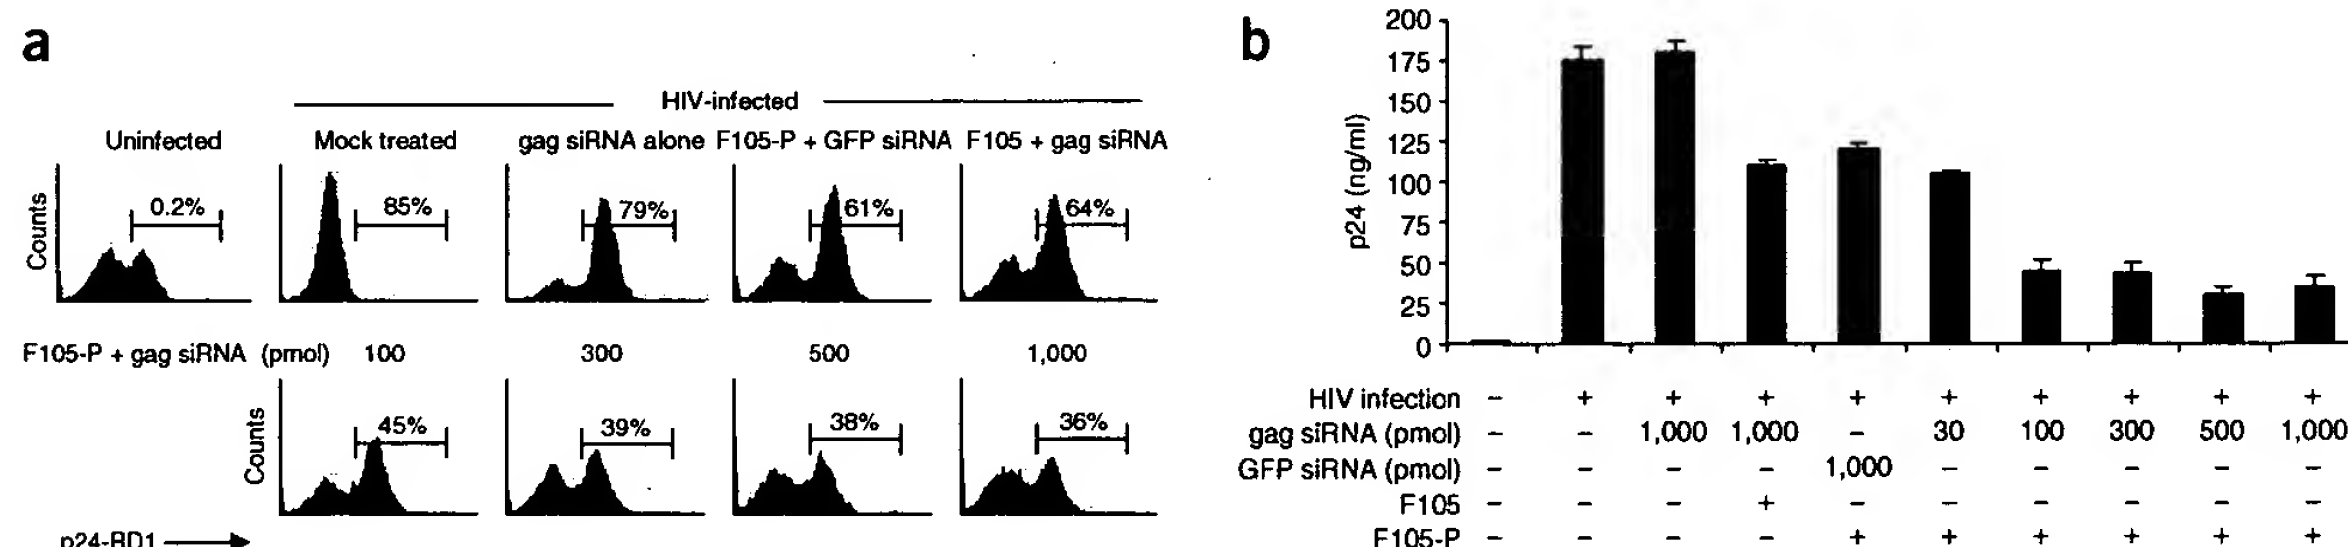 a
HIV-infected
Uninfected Mock treated gag siRNA alone F105-P + GFP siRNA F105 + gag siRNA
Counts
0.2% 85% 79% 61% 64%
F105-P + gag siRNA (pmol) 100 300 500 1,000
Counts
45% 39% 38% 36%
p24-RD1
b
p24 (ng/ml)
200
175
150
125
100
75
50
25
0
HIV infection – + + + + + + + + +
gag siRNA (pmol) – – 1,000 1,000 – 30 100 300 500 1,000
GFP siRNA (pmol) – – – – 1,000 – – – – –
F105 – – – + – – – – – –
F105-P – – – – + + + + + +